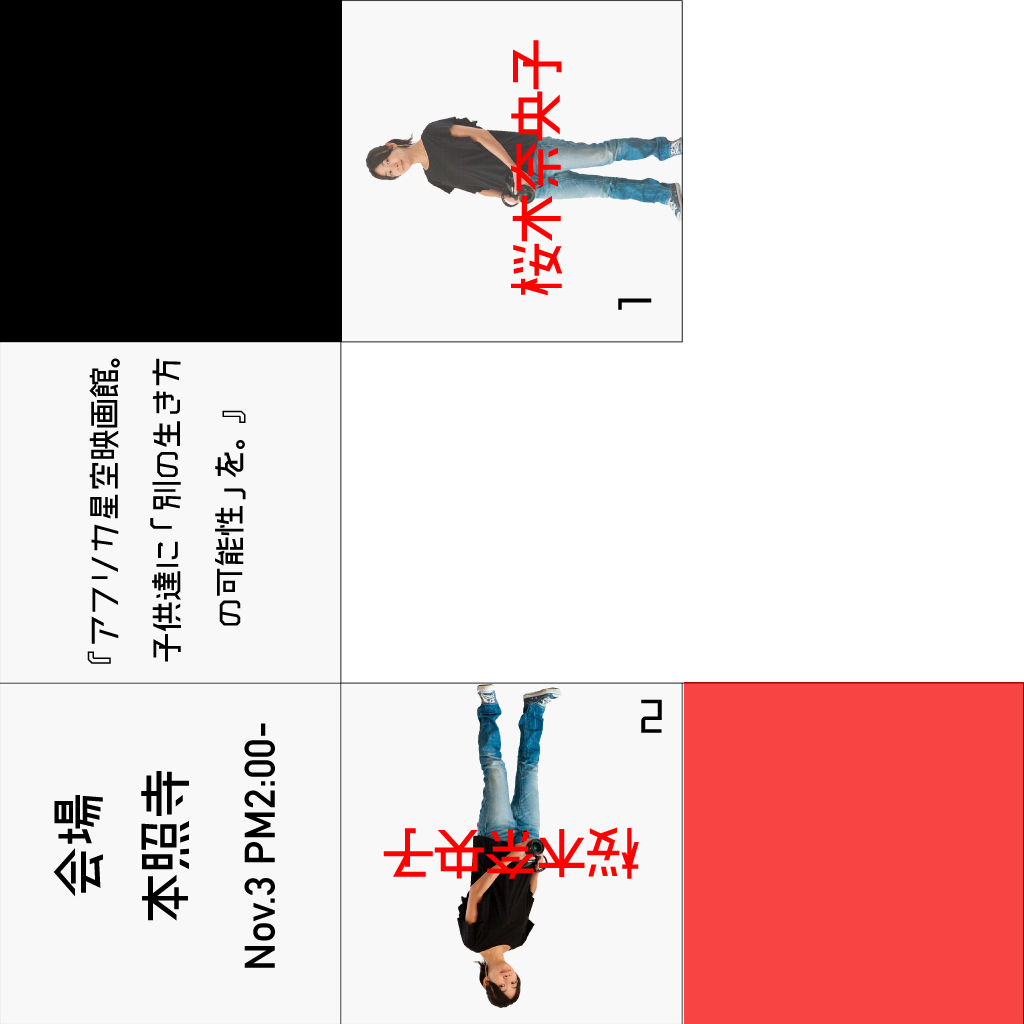 桜木奈央子
1
『アフリカ星空映画館。
子供達に「別の生き方
の可能性」を。』
会場
本照寺
Nov.3 PM2:00-
桜木奈央子
2